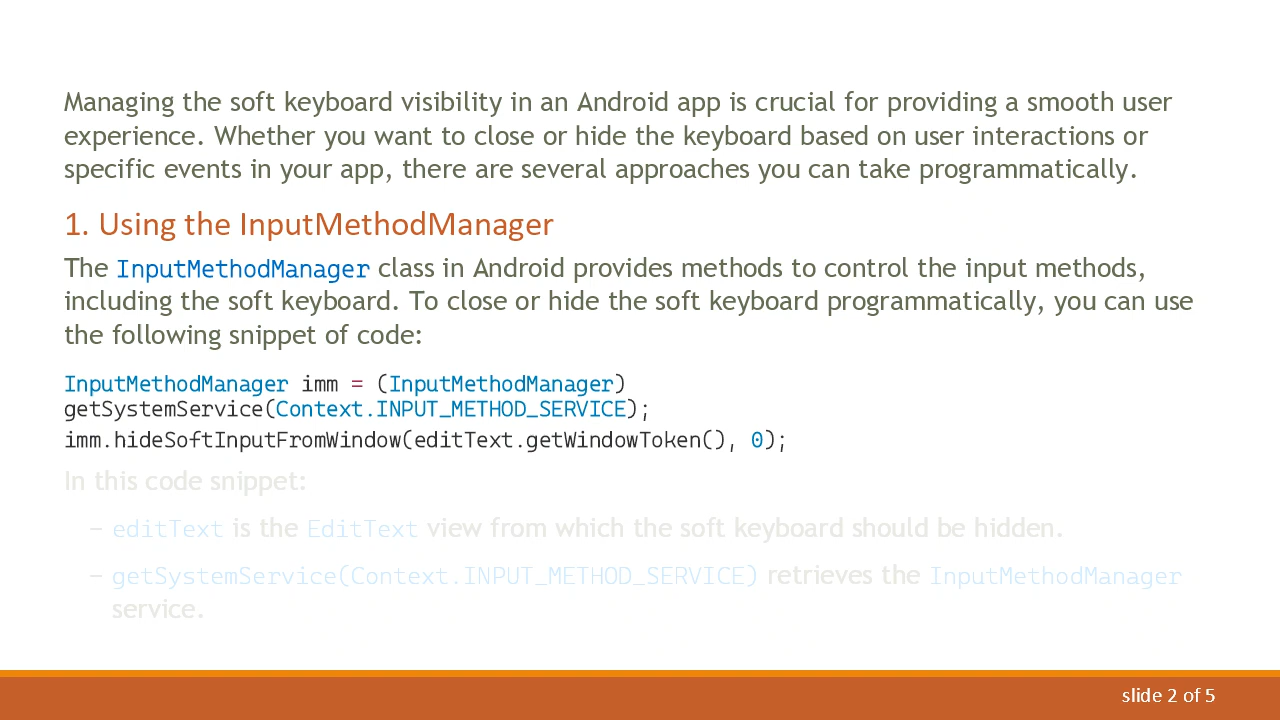 Managing the soft keyboard visibility in an Android app is crucial for providing a smooth user
experience. Whether you want to close or hide the keyboard based on user interactions or
specific events in your app, there are several approaches you can take programmatically.
1. Using the InputMethodManager
The InputMethodManager class in Android provides methods to control the input methods,
including the soft keyboard. To close or hide the soft keyboard programmatically, you can use
the following snippet of code:
InputMethodManager imm = (InputMethodManager)
getSystemService(Context.INPUT_METHOD_SERVICE);
imm.hideSoftInputFromWindow(editText.getWindowToken(), 0);
In this code snippet:
– editText is the EditText view from which the soft keyboard should be hidden.
– getSystemService(Context.INPUT_METHOD_SERVICE) retrieves the InputMethodManager
service.
slide 2 of 5